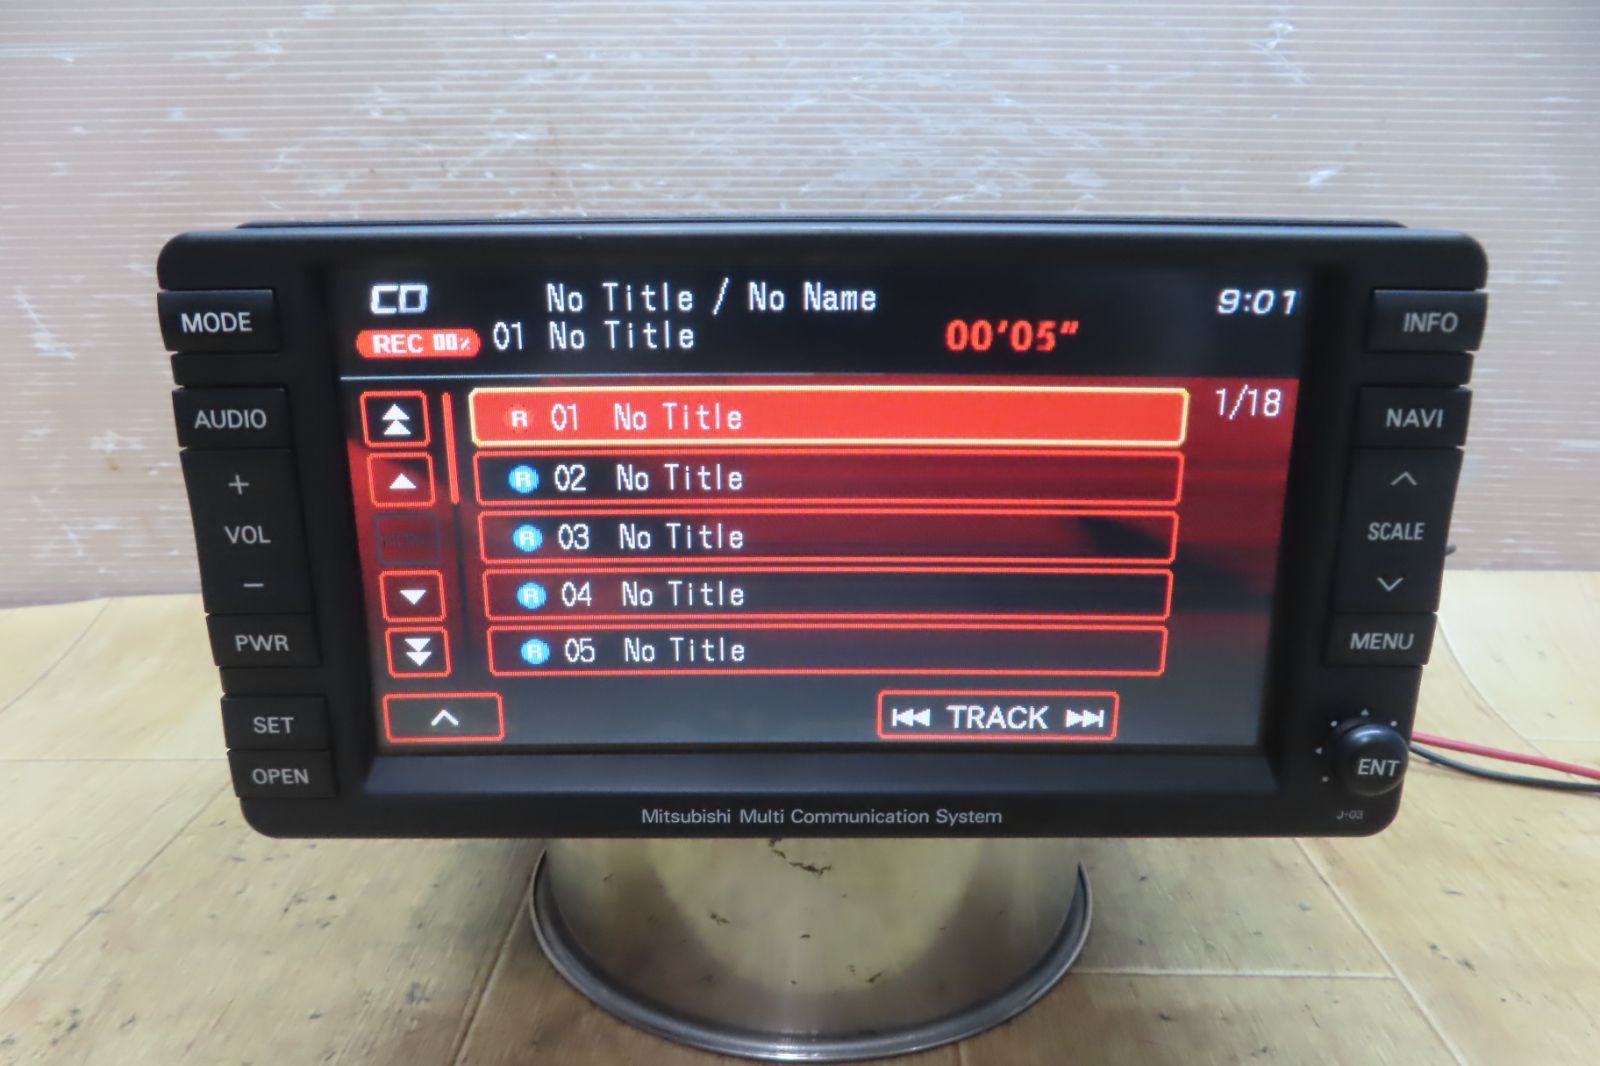 CD No Title / No Name 9:01
REC 00% 01 No Title 00'05"
R 01 No Title 1/18
R 02 No Title
R 03 No Title
R 04 No Title
R 05 No Title
TRACK
MODE
AUDIO
+
VOL
−
PWR
SET
OPEN
INFO
NAVI
SCALE
MENU
ENT
Mitsubishi Multi Communication System
J-03